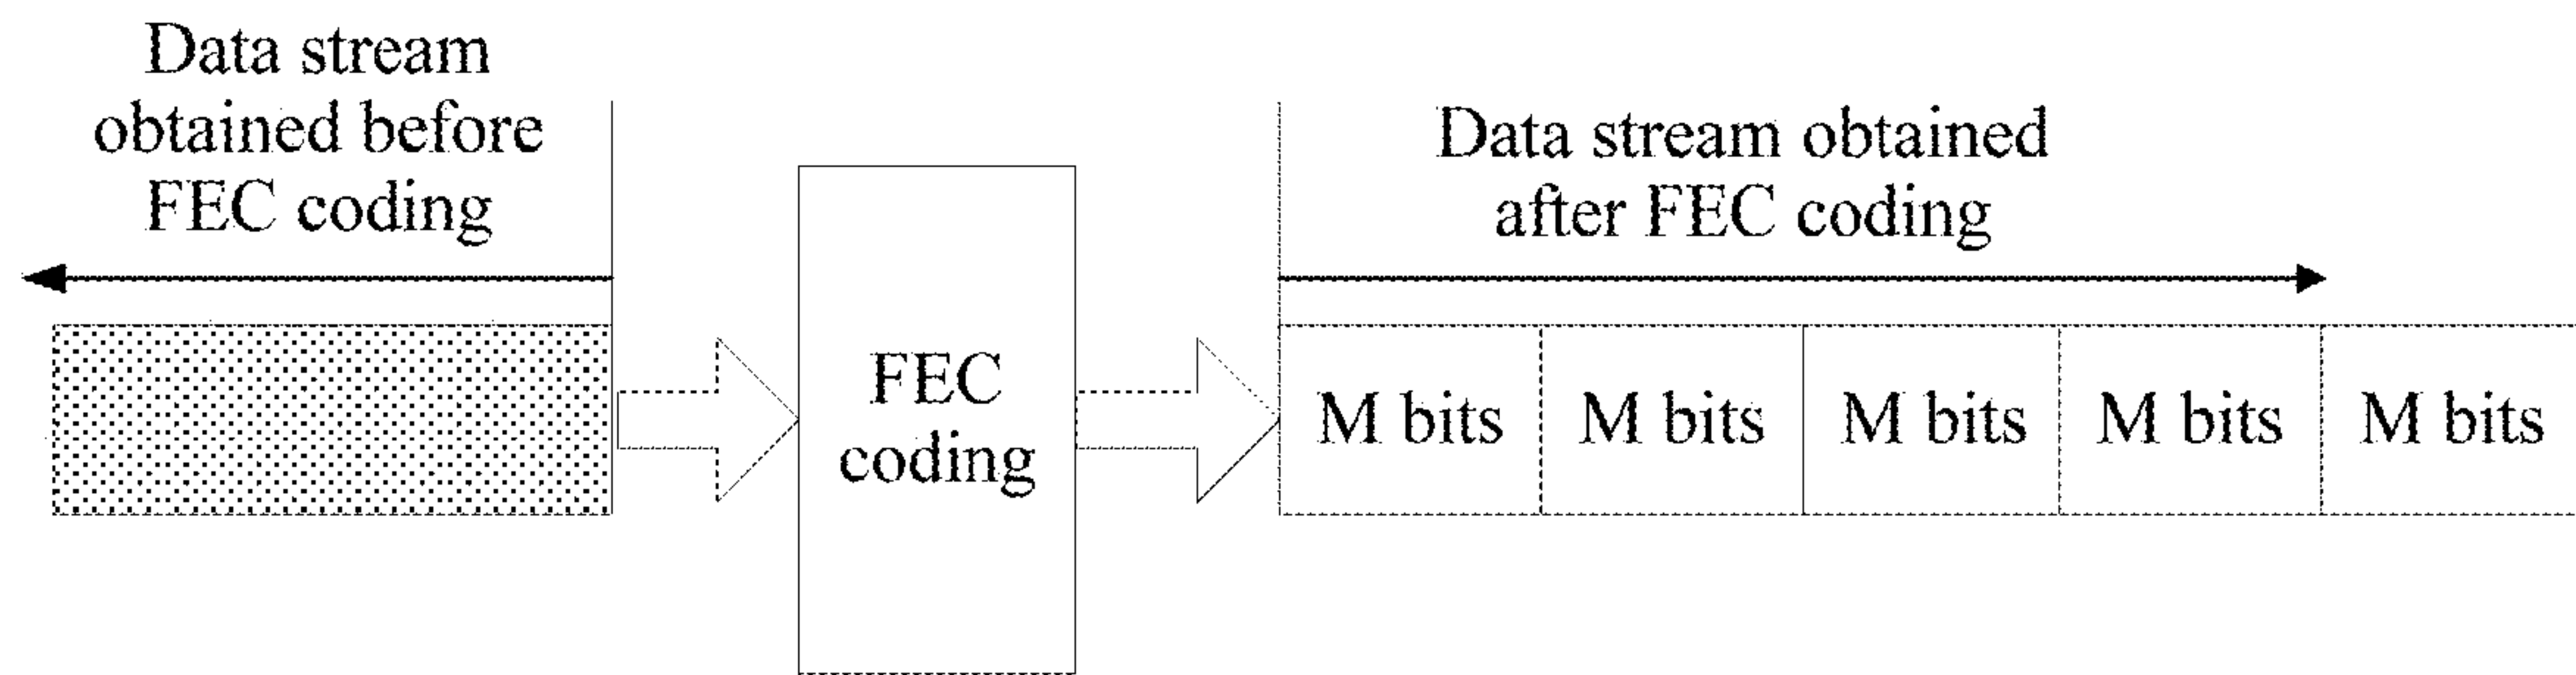 Data stream
obtained before
FEC coding
Data stream obtained
after FEC coding
FEC
coding
M bits
M bits
M bits
M bits
M bits